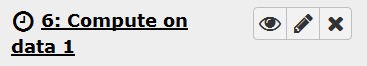 6: Compute on
data 1